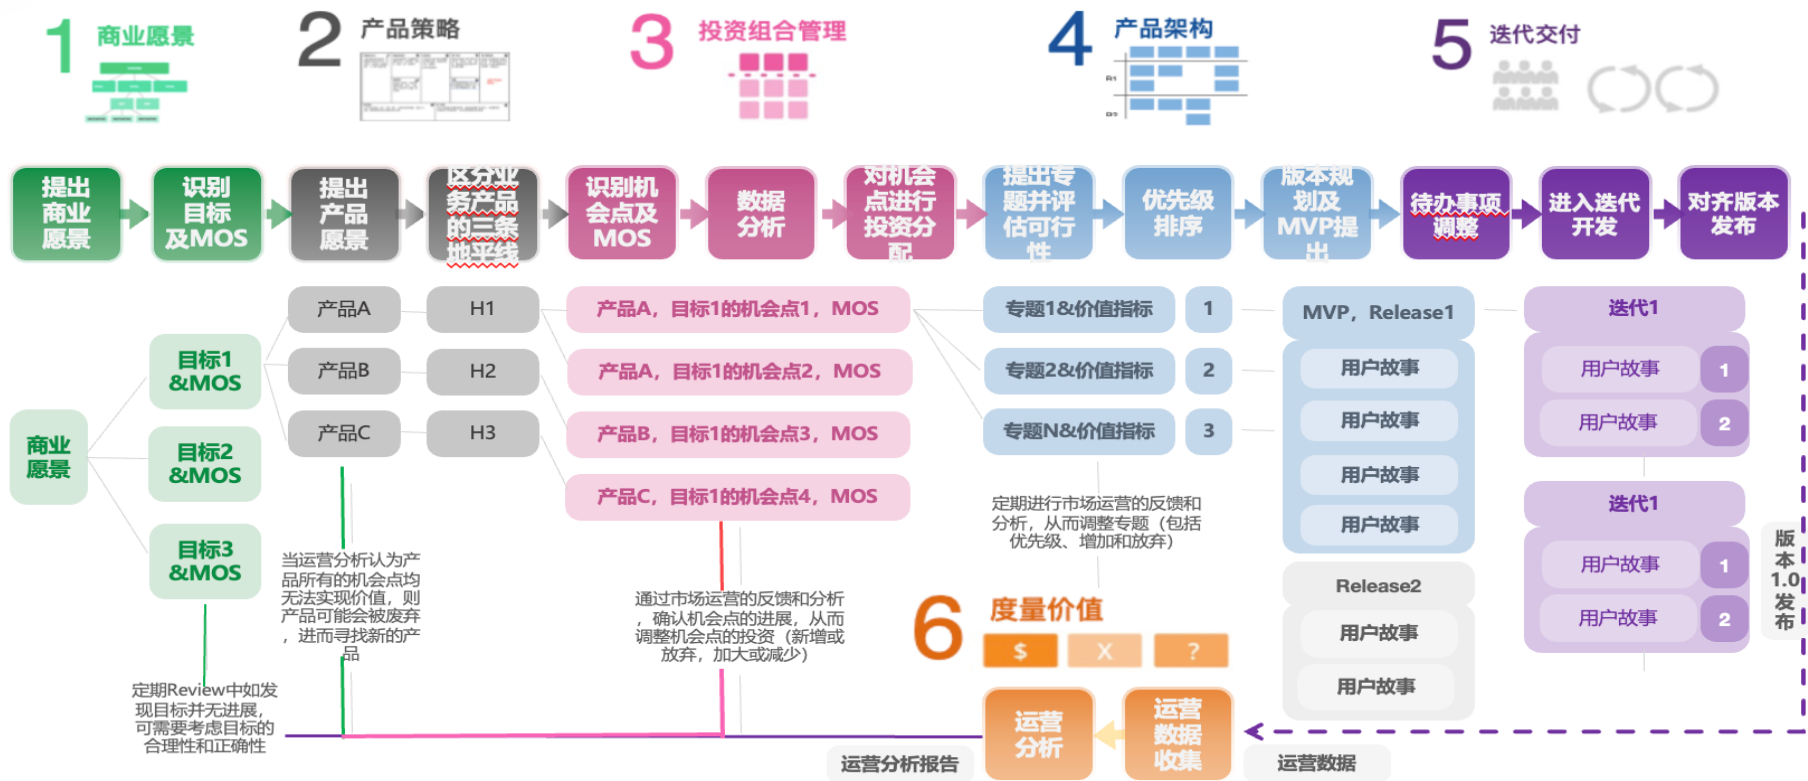 1 商业愿景
2 产品策略
3 投资组合管理
4 产品架构
5 迭代交付
R1
R2
提出
商业
愿景
识别
目标
及MOS
提出
产品
愿景
区分业
务产品
的三条
地平线
识别机
会点及
MOS
数据
分析
对机会
点进行
投资分
配
提出专
题并评
估可行
性
优先级
排序
版本规
划及
MVP提
出
待办事项
调整
进入迭代
开发
对齐版本
发布
商业
愿景
目标1
&MOS
目标2
&MOS
目标3
&MOS
产品A
产品B
产品C
H1
H2
H3
产品A，目标1的机会点1，MOS
产品A，目标1的机会点2，MOS
产品B，目标1的机会点3，MOS
产品C，目标1的机会点4，MOS
专题1&价值指标 1
专题2&价值指标 2
专题N&价值指标 3
MVP，Release1
用户故事
用户故事
用户故事
用户故事
Release2
用户故事
用户故事
迭代1
用户故事 1
用户故事 2
迭代1
用户故事 1
用户故事 2
版
本
1.0
发
布
定期Review中如发
现目标并无进展，
可需要考虑目标的
合理性和正确性
当运营分析认为产
品所有的机会点均
无法实现价值，则
产品可能会被废弃
，进而寻找新的产
品
通过市场运营的反馈和分析
，确认机会点的进展，从而
调整机会点的投资（新增或
放弃，加大或减少）
定期进行市场运营的反馈和
分析，从而调整专题（包括
优先级、增加和放弃）
6 度量价值
$ X ?
运营
分析
运营
数据
收集
运营分析报告
运营数据